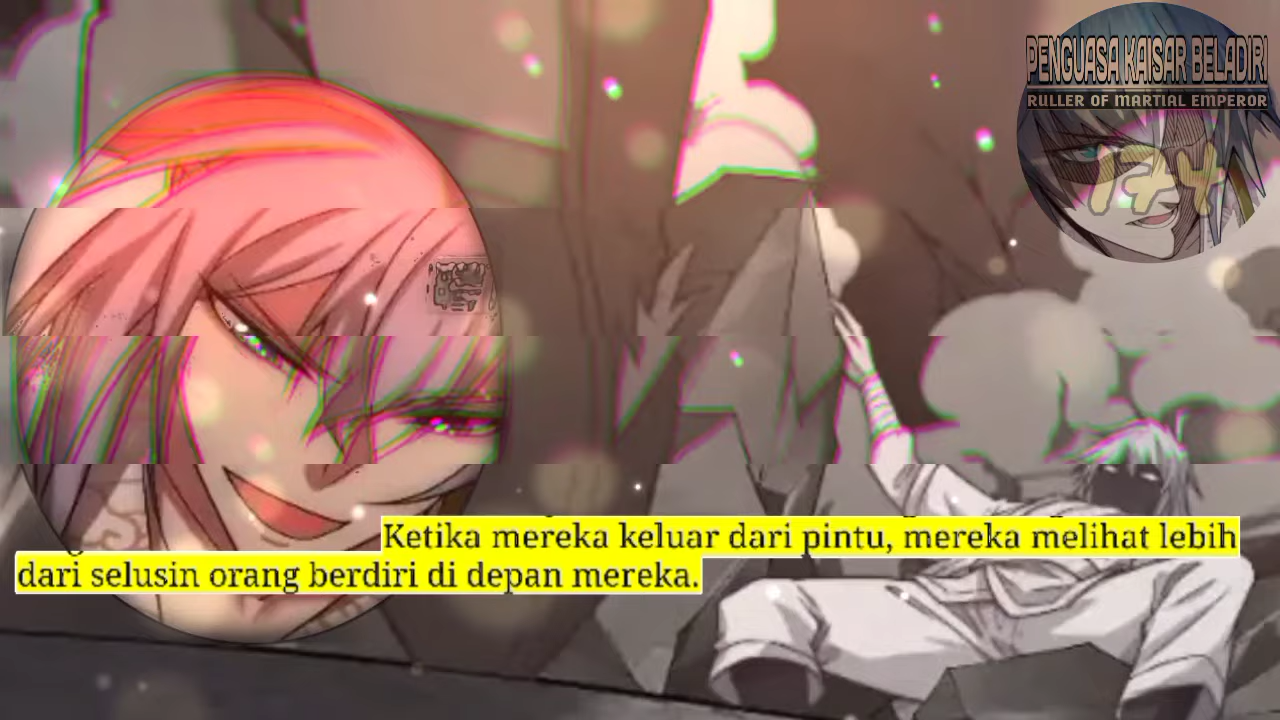 PENGUASA KAISAR BELADIRI
RULLER OF MARTIAL EMPEROR
174
Ketika mereka keluar dari pintu, mereka melihat lebih
dari selusin orang berdiri di depan mereka.